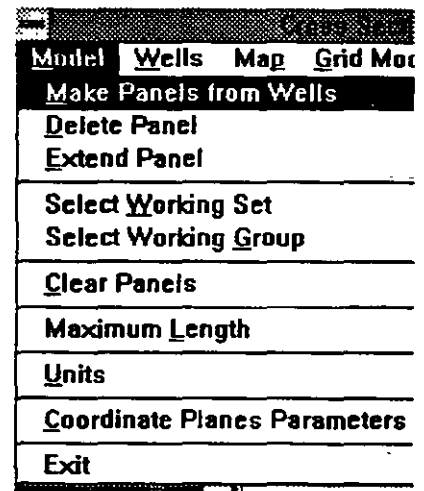 Model Wells Map Grid
Make Panels from Wells
Delete Panel
Extend Panel
Select Working Set
Select Working Group
Clear Panels
Maximum Length
Units
Coordinate Planes Parameters
Exit